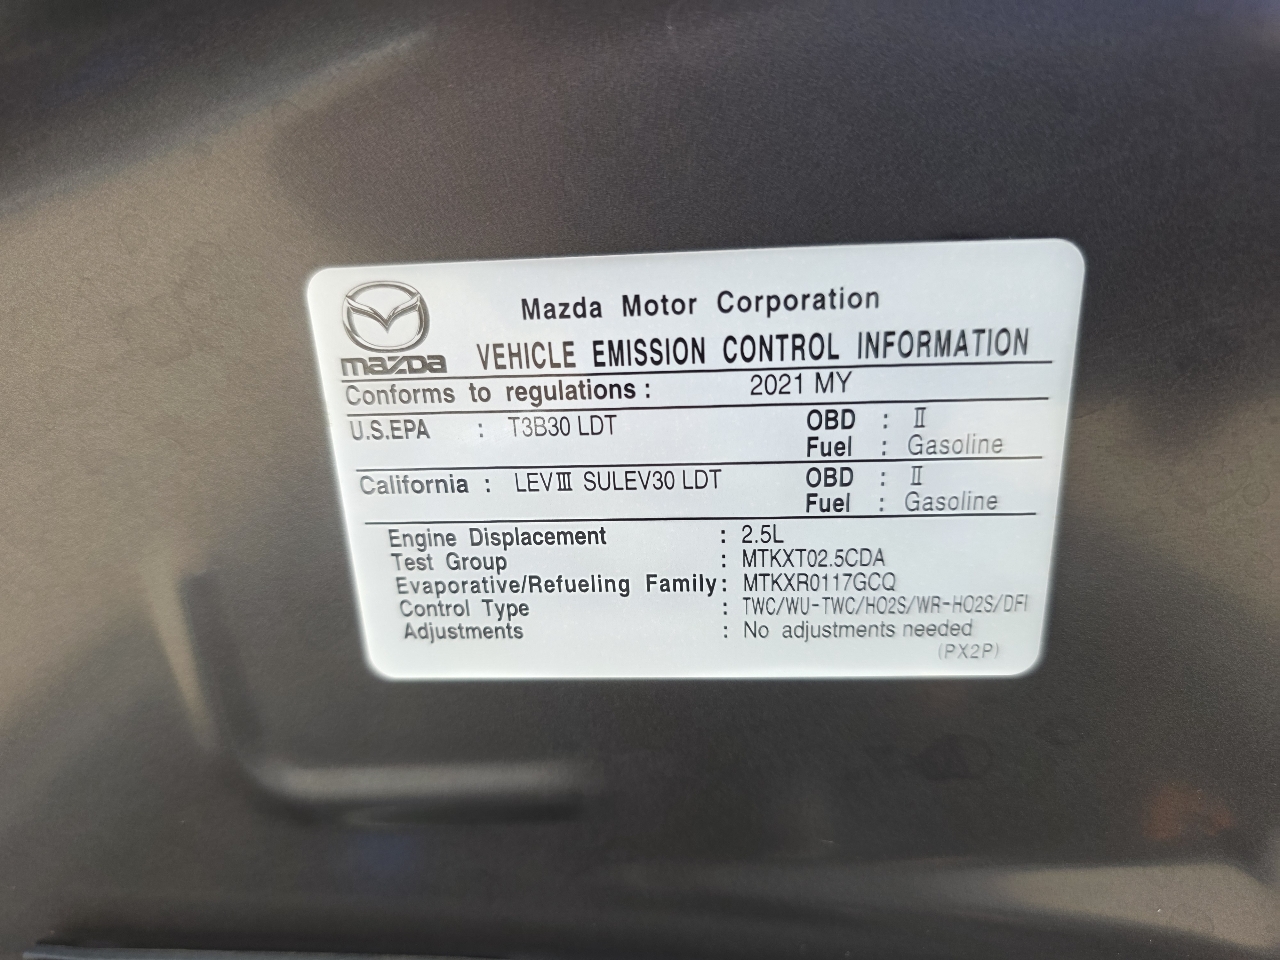 mazda
Mazda Motor Corporation
VEHICLE EMISSION CONTROL INFORMATION
Conforms to regulations : 2021 MY
U.S.EPA : T3B30 LDT OBD : Ⅱ
Fuel : Gasoline
California : LEVⅢ SULEV30 LDT OBD : Ⅱ
Fuel : Gasoline
Engine Displacement : 2.5L
Test Group : MTKXT02.5CDA
Evaporative/Refueling Family : MTKXR0117GCQ
Control Type : TWC/WU-TWC/HO2S/WR-HO2S/DFI
Adjustments : No adjustments needed
(PX2P)